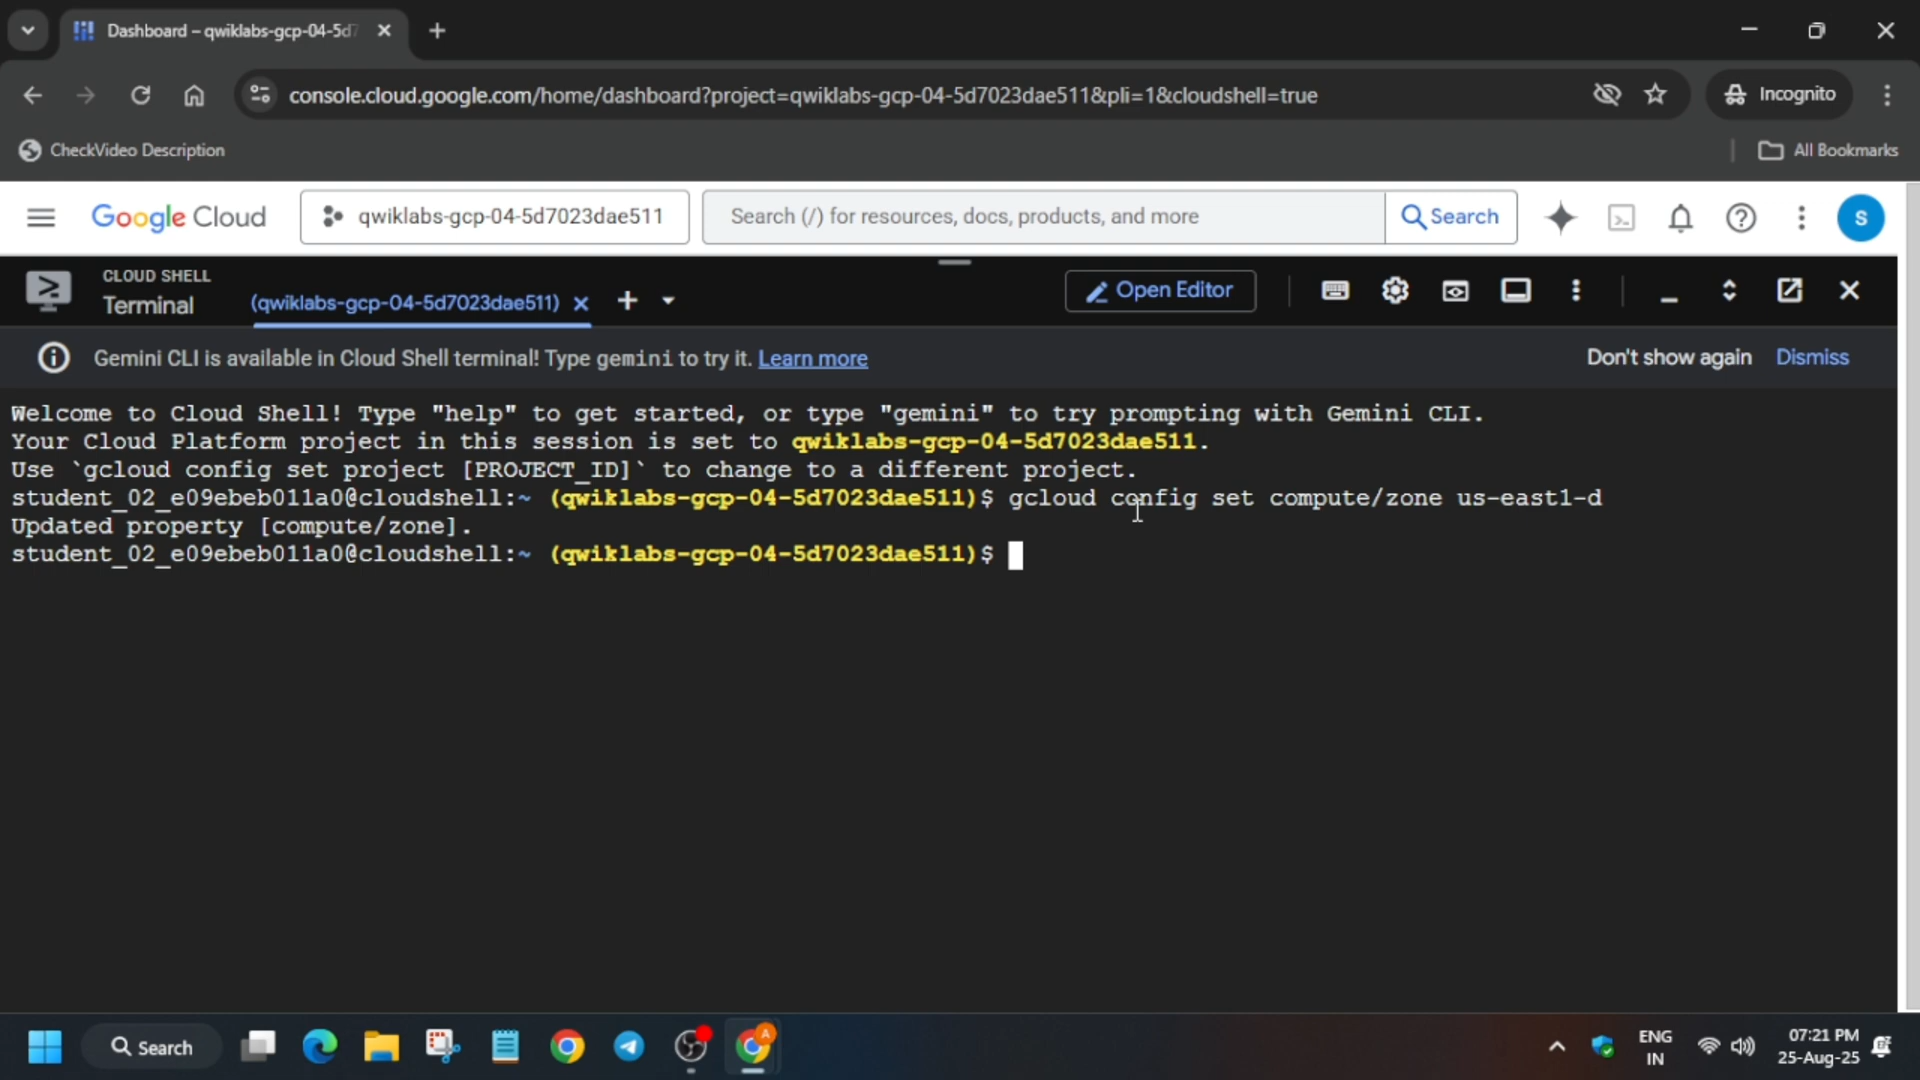 Dashboard – qwiklabs-gcp-04-5d7
console.cloud.google.com/home/dashboard?project=qwiklabs-gcp-04-5d7023dae511&pli=1&cloudshell=true
Incognito
CheckVideo Description
All Bookmarks
Google Cloud
qwiklabs-gcp-04-5d7023dae511
Search (/) for resources, docs, products, and more
Search
S
CLOUD SHELL
Terminal
(qwiklabs-gcp-04-5d7023dae511)
Open Editor
Gemini CLI is available in Cloud Shell terminal! Type gemini to try it. Learn more
Don't show again
Dismiss
Welcome to Cloud Shell! Type "help" to get started, or type "gemini" to try prompting with Gemini CLI.
Your Cloud Platform project in this session is set to qwiklabs-gcp-04-5d7023dae511.
Use `gcloud config set project [PROJECT_ID]` to change to a different project.
student_02_e09ebeb011a0@cloudshell:~ (qwiklabs-gcp-04-5d7023dae511)$ gcloud config set compute/zone us-east1-d
Updated property [compute/zone].
student_02_e09ebeb011a0@cloudshell:~ (qwiklabs-gcp-04-5d7023dae511)$
Search
A
ENG
IN
07:21 PM
25-Aug-25